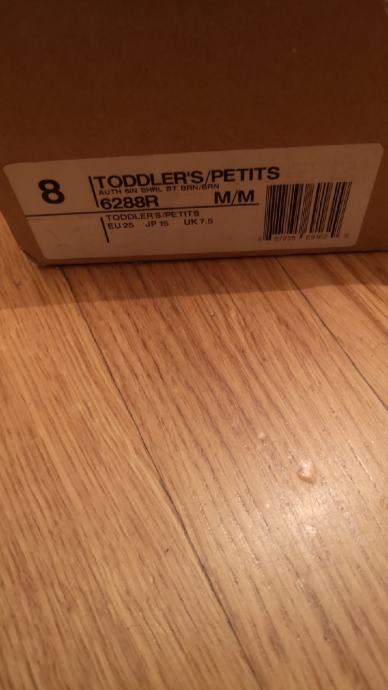 8
TODDLER'S/PETITS
AUTH 6IN SHRL BT BRN/BRN
6288R M/M
TODDLER'S/PETITS
EU 25 JP 15 UK 7.5